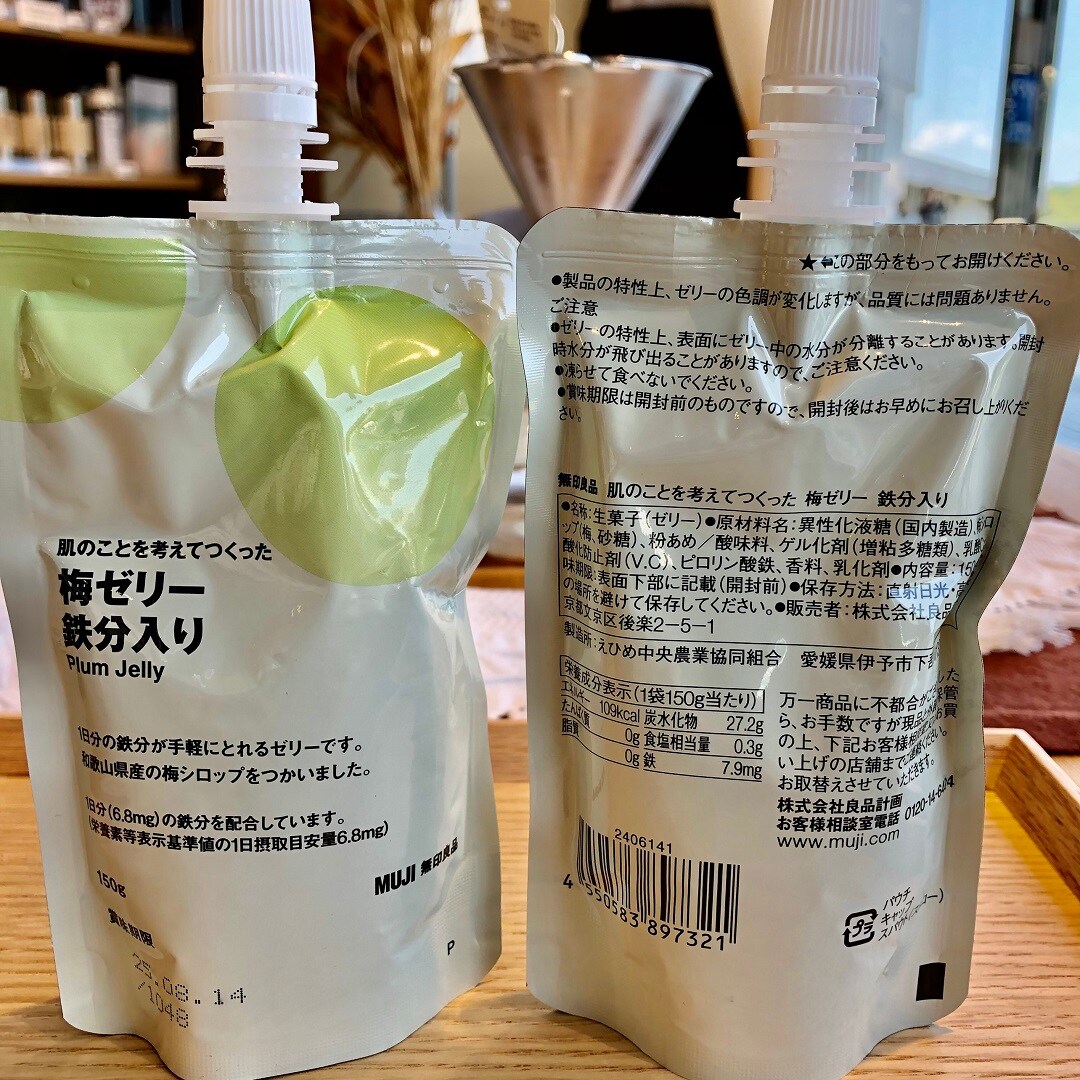 肌のことを考えてつくった
梅ゼリー
鉄分入り
Plum Jelly
1日分の鉄分が手軽にとれるゼリーです。
和歌山県産の梅シロップをつかいました。
1日分(6.8mg)の鉄分を配合しています。
(栄養素等表示基準値の1日摂取目安量6.8mg)
MUJI 無印良品
150g
賞味期限
25.08.14
/1048
P
★⬅この部分をもってお開けください。
●製品の特性上、ゼリーの色調が変化しますが、品質には問題ありません。
ご注意
●ゼリーの特性上、表面にゼリー中の水分が分離することがあります。開封
時水分が飛び出ることがありますので、ご注意ください。
●凍らせて食べないでください。
●賞味期限は開封前のものですので、開封後はお早めにお召し上がりくだ
さい。
無印良品 肌のことを考えてつくった 梅ゼリー 鉄分入り
●名称:生菓子(ゼリー)●原材料名:異性化液糖(国内製造)、
ップ(梅、砂糖)、粉あめ/酸味料、ゲル化剤(増粘多糖類)、乳酸
酸化防止剤(V.C)、ピロリン酸鉄、香料、乳化剤●内容量:150
味期限:表面下部に記載(開封前)●保存方法:直射日光・高
の場所を避けて保存してください。●販売者:株式会社良品
京都文京区後楽2-5-1
製造所:えひめ中央農業協同組合 愛媛県伊予市下
栄養成分表示(1袋150g当たり)
エネルギー 109kcal 炭水化物 27.2g
たんぱく質 0g 食塩相当量 0.3g
脂質 0g 鉄 7.9mg
万一商品に不都合が
ら、お手数ですが現品
の上、下記お客様相
い上げの店舗まで
お取替えさせていただきます。
株式会社良品計画
お客様相談室電話 0120-14-64
www.muji.com
2406141
4 550583 897321
プラ
パウチ
キャップ
スパウト